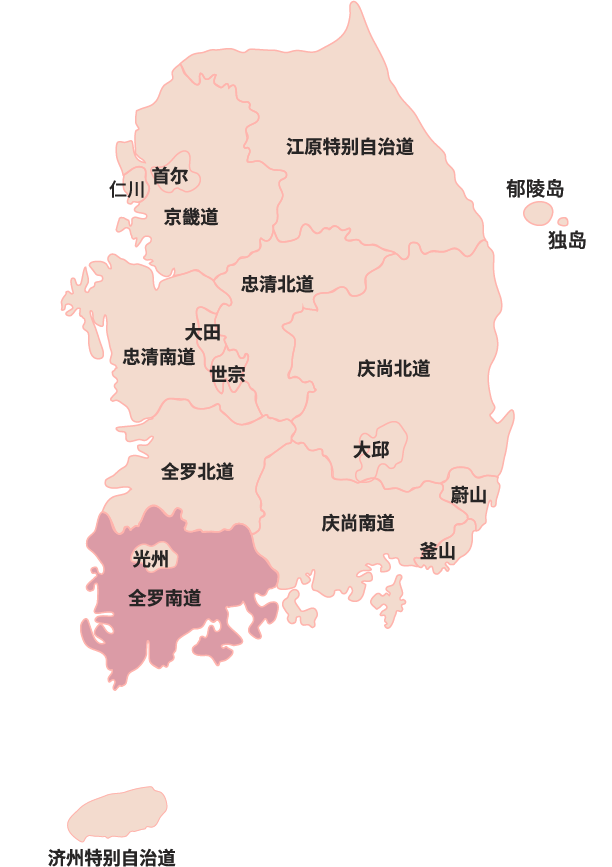 江原特别自治道
首尔
仁川
郁陵岛
京畿道
独岛
忠清北道
大田
忠清南道
庆尚北道
世宗
大邱
全罗北道
蔚山
庆尚南道
釜山
光州
全罗南道
济州特别自治道